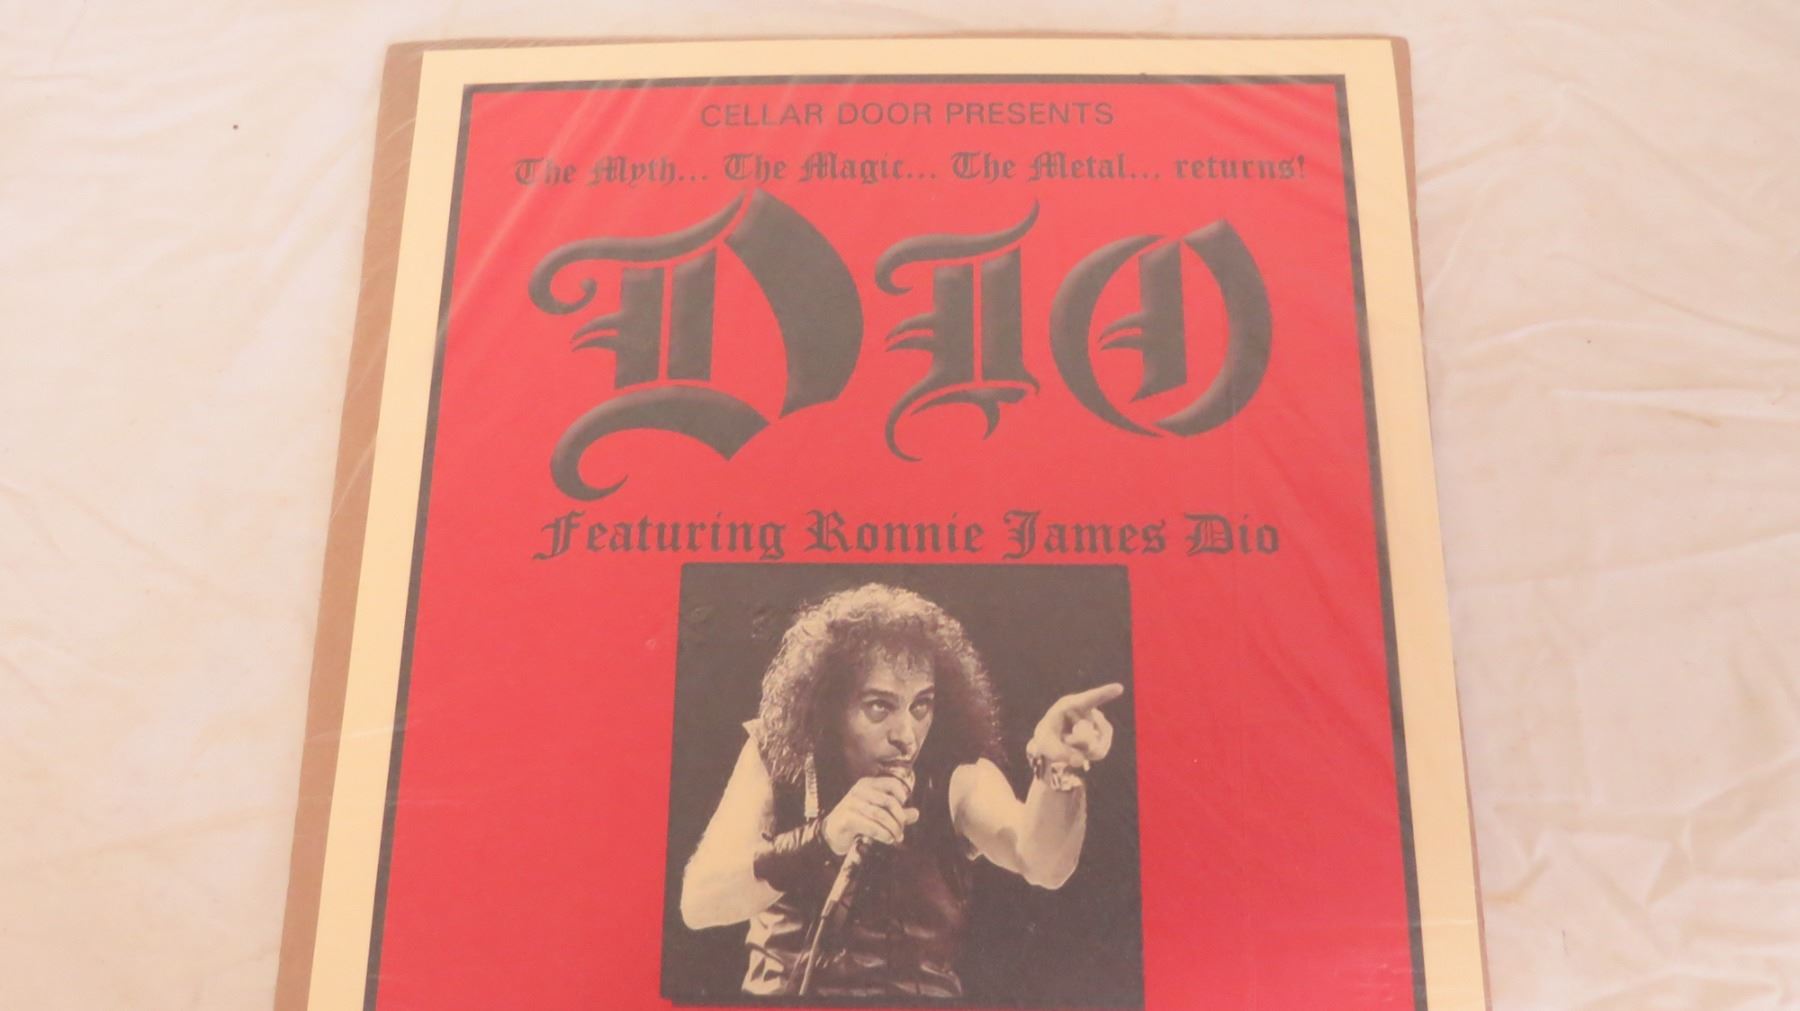 CELLAR DOOR PRESENTS
The Myth... The Magic... The Metal... returns!
DIO
Featuring Ronnie James Dio